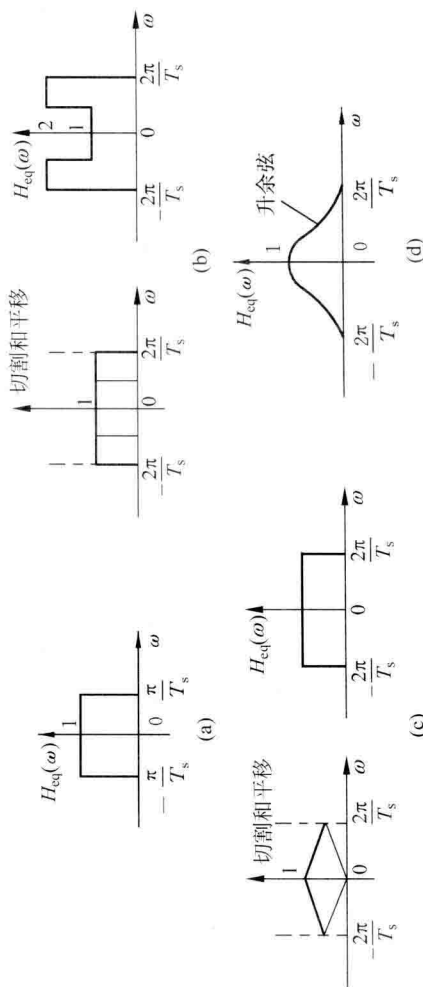 H_eq(ω)
1
ω
-π/T_s 0 π/T_s
(a)
切割和平移
1
ω
-2π/T_s 0 2π/T_s
H_eq(ω)
2
1
ω
-2π/T_s 0 2π/T_s
(b)
切割和平移
1
ω
-2π/T_s 0 2π/T_s
H_eq(ω)
ω
-2π/T_s 0 2π/T_s
(c)
H_eq(ω)
1
升余弦
ω
-2π/T_s 0 2π/T_s
(d)